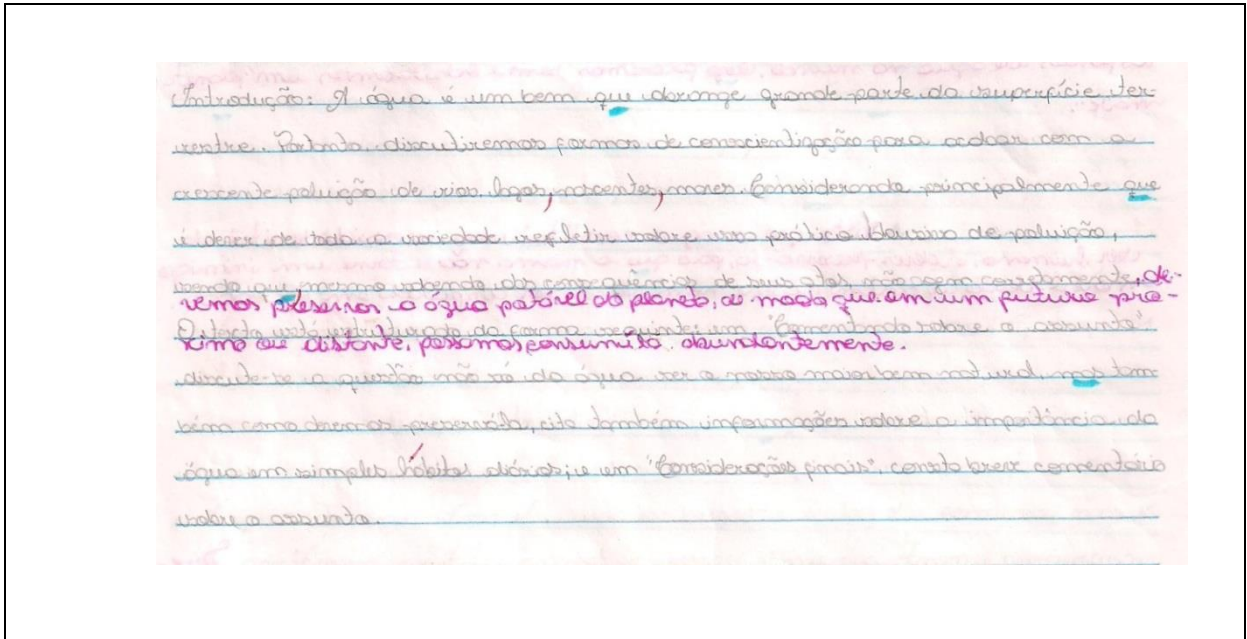 Introdução: A água é um bem que abrange grande parte da superfície ter-
restre. Portanto, discutiremos formas de conscientização para acabar com a
crescente poluição de rios, lagos, nascentes, mares. Considerando principalmente que
é dever de toda a sociedade refletir sobre essa prática abusiva de poluição,
sendo que mesmo sabendo das consequências de seus atos, não agem corretamente, de-
vemos preservar a água potável do planeta, de modo que em um futuro pró-
O texto está estruturado da forma seguinte: em "Comentando sobre o assunto"
ximo ou distante, possamos consumi-la abundantemente.
discute-se a questão não só da água ser o nosso maior bem natural, mas tam
bém como devemos preservá-la, cito também informações sobre a importância da
água em simples hábitos diários; e em "Considerações finais", consta breve comentário
sobre o assunto.